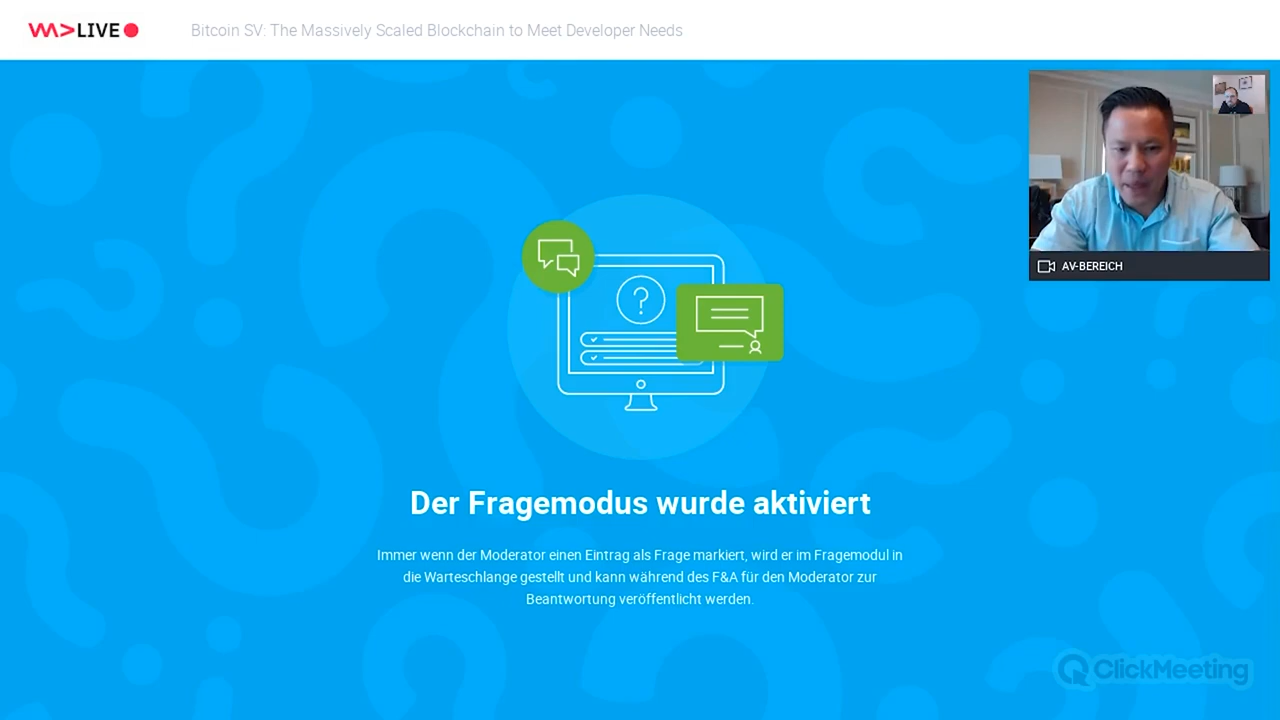 LIVE
Bitcoin SV: The Massively Scaled Blockchain to Meet Developer Needs
AV-BEREICH
Der Fragemodus wurde aktiviert
Immer wenn der Moderator einen Eintrag als Frage markiert, wird er im Fragemodul in
die Warteschlange gestellt und kann während des F&A für den Moderator zur
Beantwortung veröffentlicht werden.
ClickMeeting